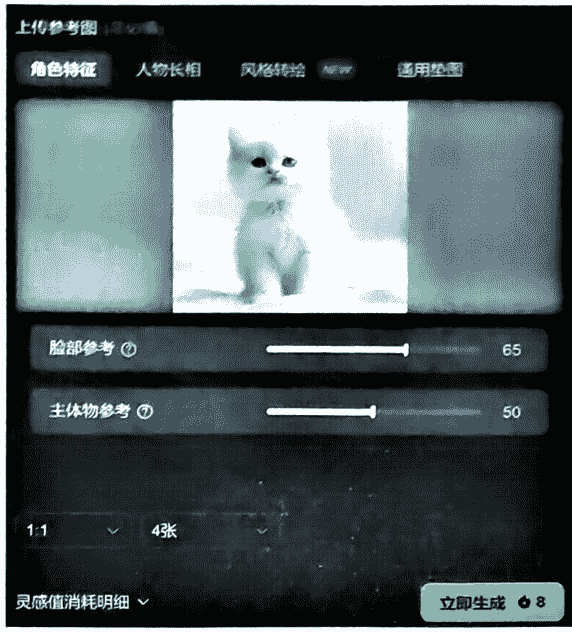 上传参考图
角色特征 人物长相 风格转绘 NEW 通用垫图
脸部参考 ? 65
主体物参考 ? 50
1:1 4张
灵感值消耗明细 立即生成 8